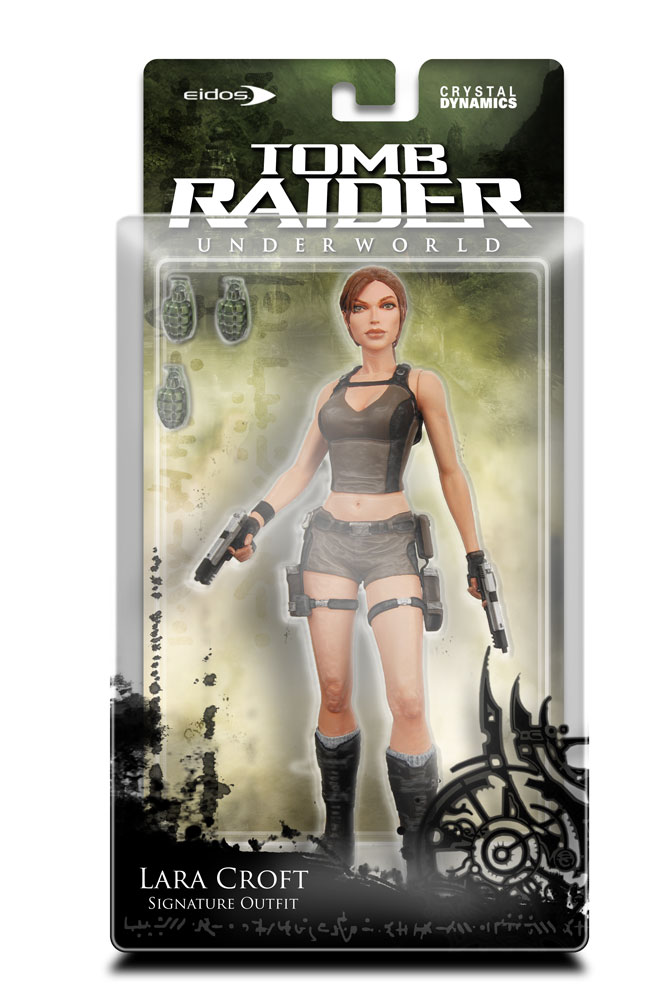 eidos
CRYSTAL
DYNAMICS
TOMB
RAIDER
UNDERWORLD
LARA CROFT
SIGNATURE OUTFIT